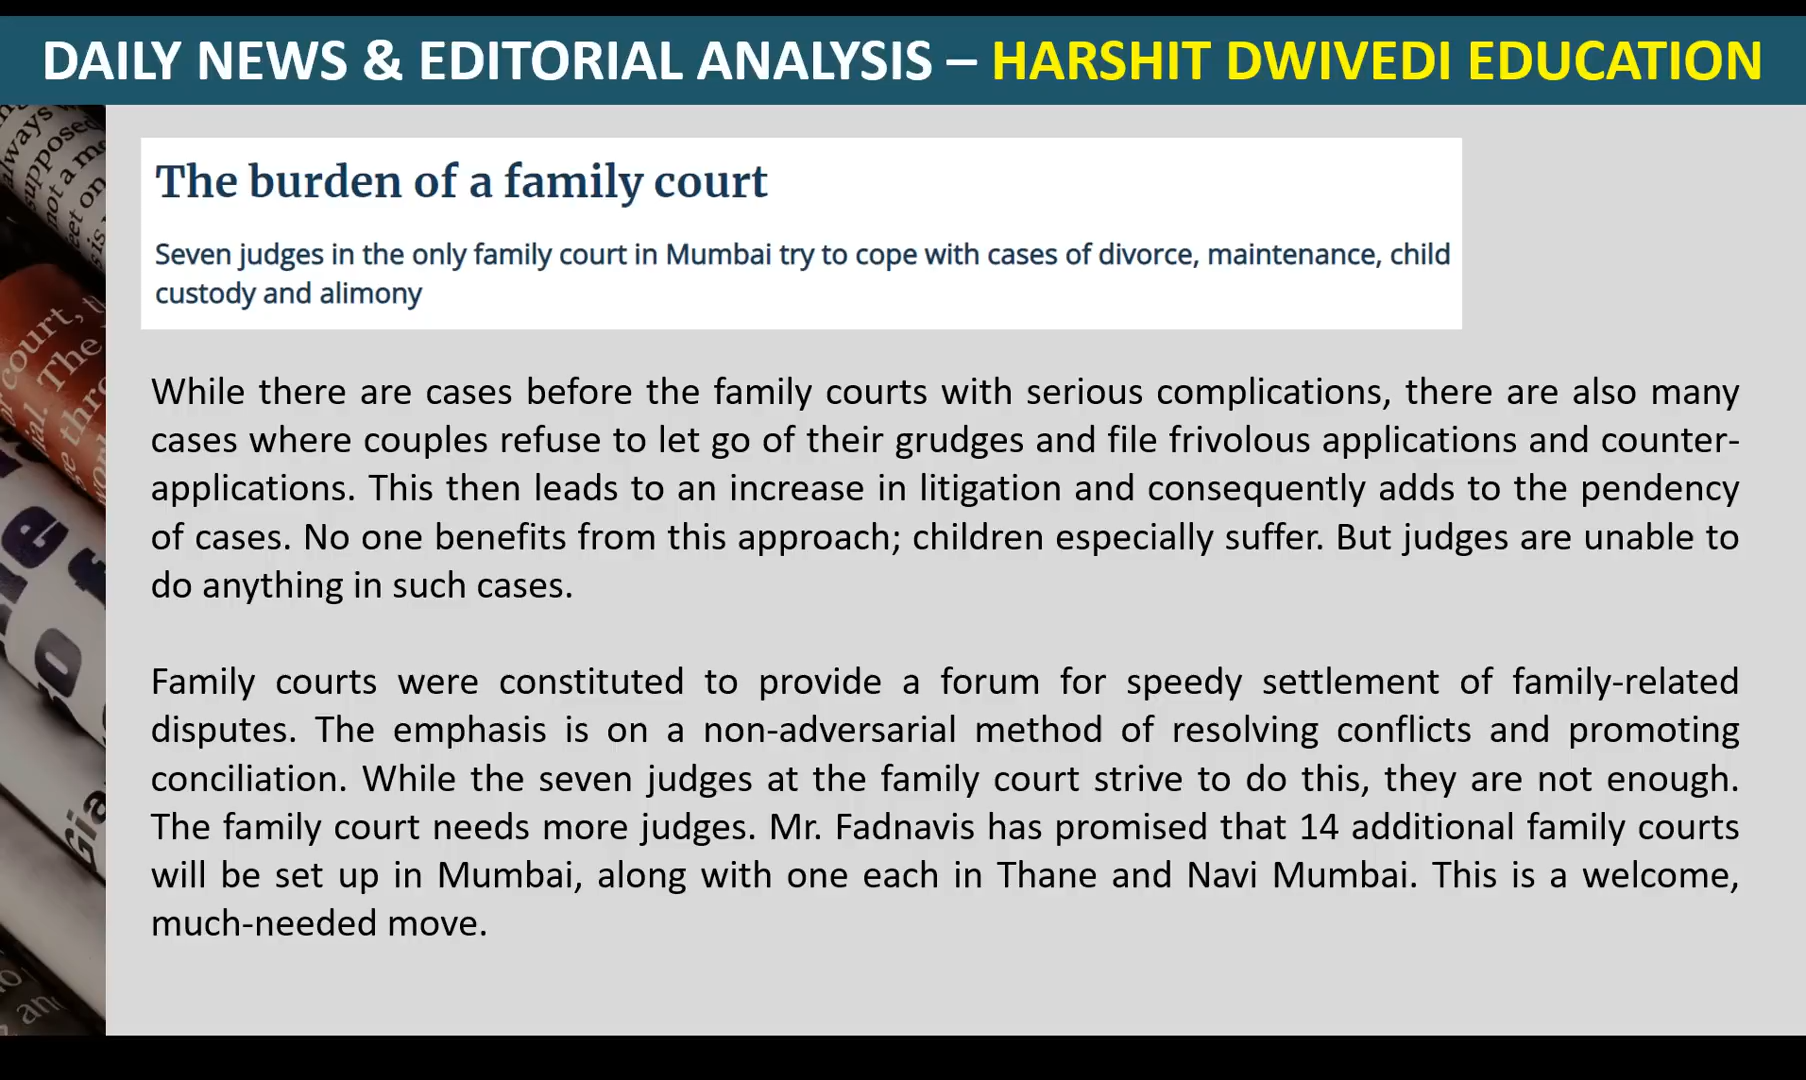 DAILY NEWS & EDITORIAL ANALYSIS – HARSHIT DWIVEDI EDUCATION
The burden of a family court
Seven judges in the only family court in Mumbai try to cope with cases of divorce, maintenance, child
custody and alimony
While there are cases before the family courts with serious complications, there are also many
cases where couples refuse to let go of their grudges and file frivolous applications and counter-
applications. This then leads to an increase in litigation and consequently adds to the pendency
of cases. No one benefits from this approach; children especially suffer. But judges are unable to
do anything in such cases.
Family courts were constituted to provide a forum for speedy settlement of family-related
disputes. The emphasis is on a non-adversarial method of resolving conflicts and promoting
conciliation. While the seven judges at the family court strive to do this, they are not enough.
The family court needs more judges. Mr. Fadnavis has promised that 14 additional family courts
will be set up in Mumbai, along with one each in Thane and Navi Mumbai. This is a welcome,
much-needed move.